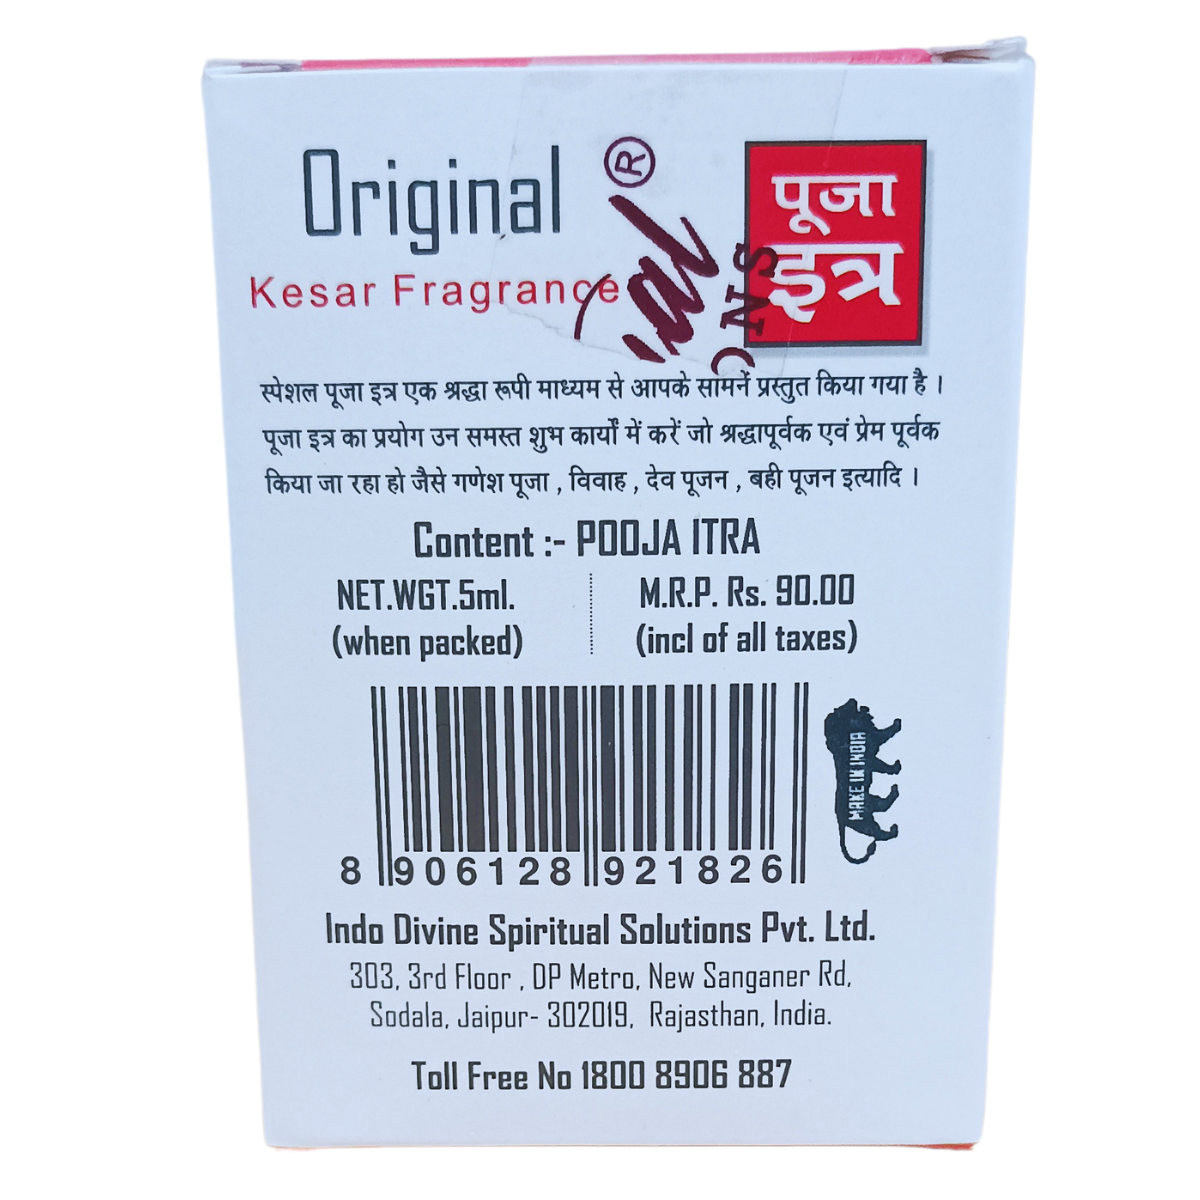 Original
Kesar Fragrance
®
पूजा
इत्र
स्पेशल पूजा इत्र एक श्रद्धा रूपी माध्यम से आपके सामनें प्रस्तुत किया गया है ।
पूजा इत्र का प्रयोग उन समस्त शुभ कार्यों में करें जो श्रद्धापूर्वक एवं प्रेम पूर्वक
किया जा रहा हो जैसे गणेश पूजा , विवाह , देव पूजन , बही पूजन इत्यादि ।
Content :- POOJA ITRA
NET.WGT.5ml.
(when packed)
M.R.P. Rs. 90.00
(incl of all taxes)
MAKE IN INDIA
8 906128 921826
Indo Divine Spiritual Solutions Pvt. Ltd.
303, 3rd Floor , DP Metro, New Sanganer Rd,
Sodala, Jaipur- 302019, Rajasthan, India.
Toll Free No 1800 8906 887